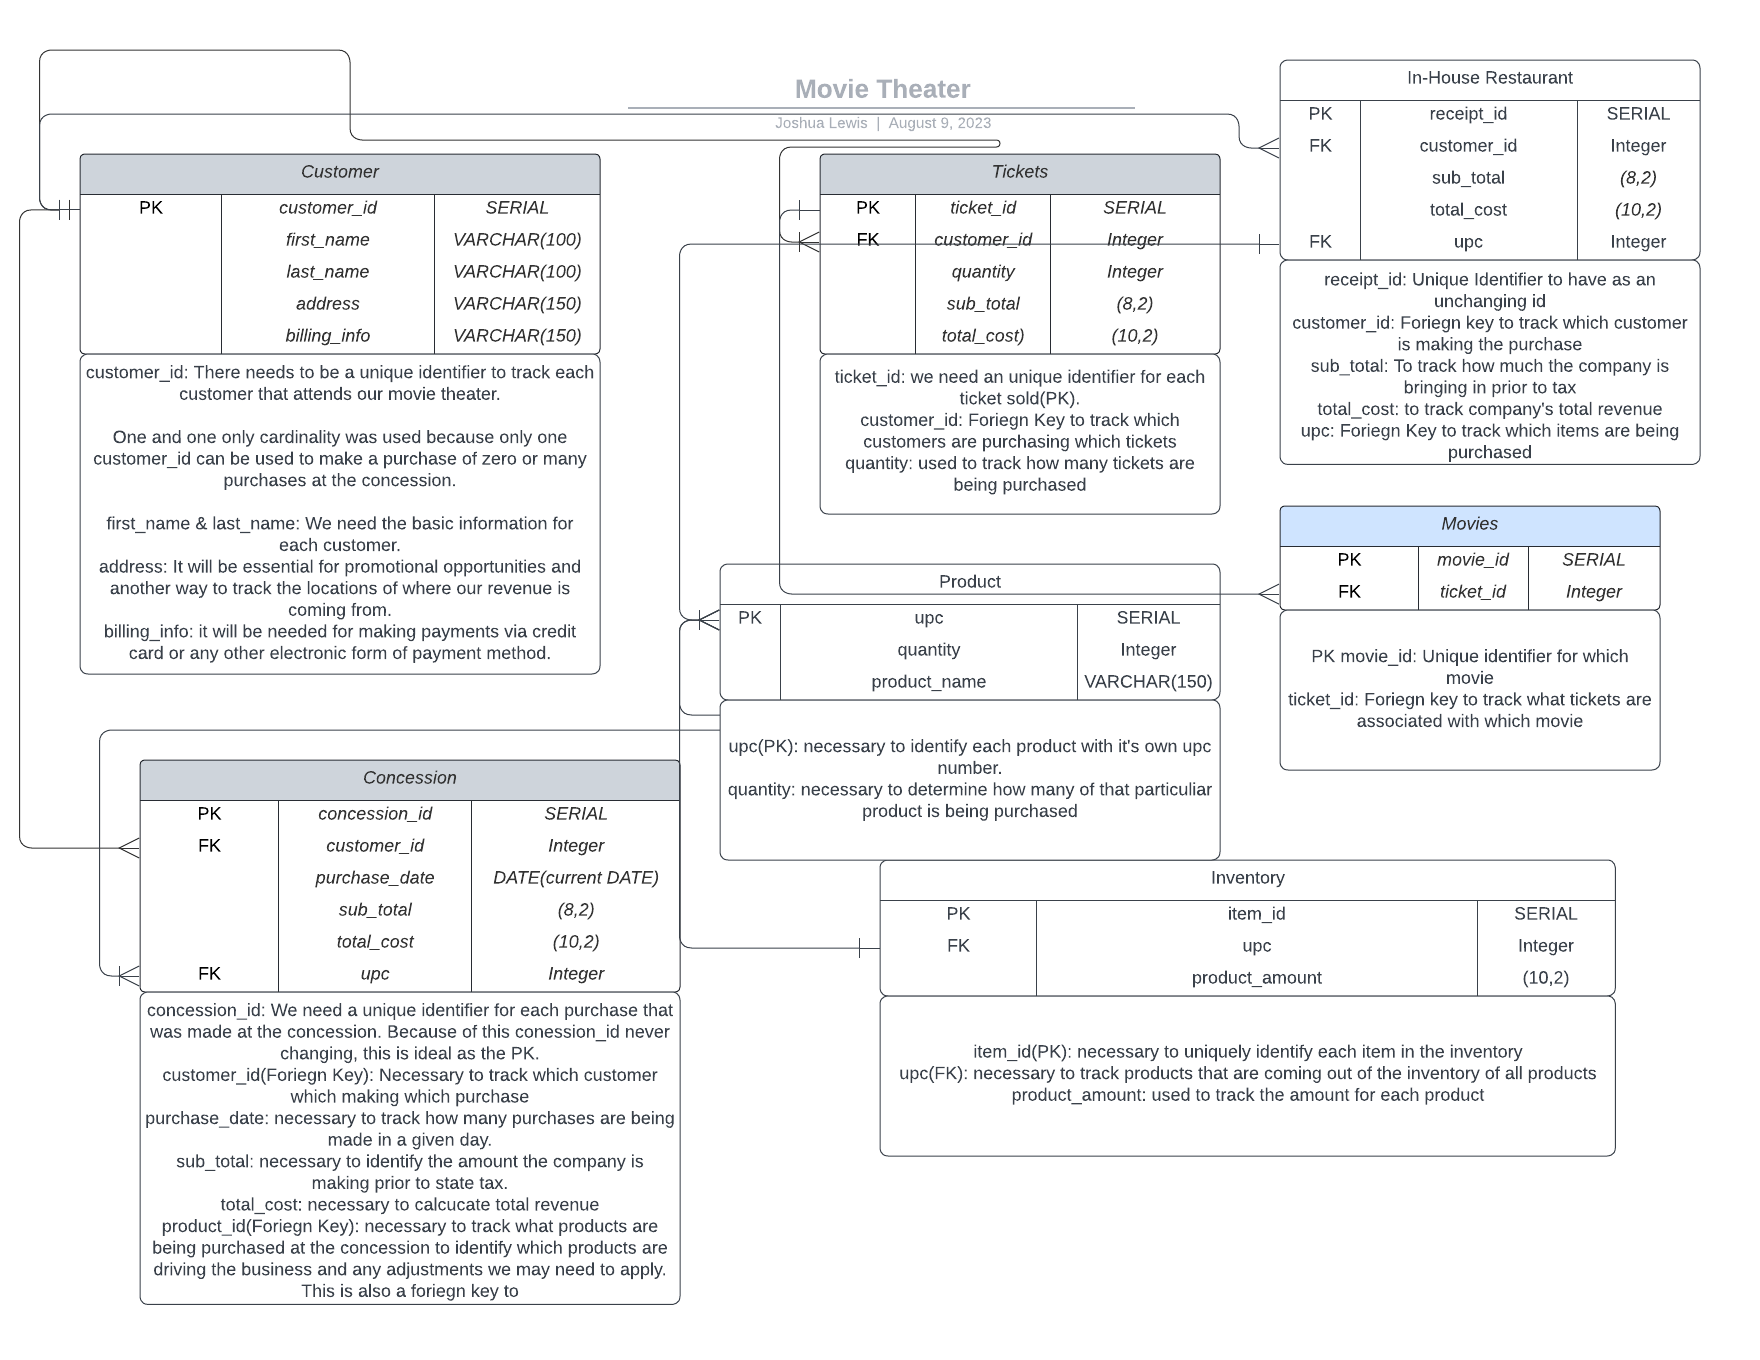 Movie Theater
Joshua Lewis | August 9, 2023
Customer
PK customer_id SERIAL
first_name VARCHAR(100)
last_name VARCHAR(100)
address VARCHAR(150)
billing_info VARCHAR(150)
customer_id: There needs to be a unique identifier to track each
customer that attends our movie theater.
One and one only cardinality was used because only one
customer_id can be used to make a purchase of zero or many
purchases at the concession.
first_name & last_name: We need the basic information for
each customer.
address: It will be essential for promotional opportunities and
another way to track the locations of where our revenue is
coming from.
billing_info: it will be needed for making payments via credit
card or any other electronic form of payment method.
Tickets
PK ticket_id SERIAL
FK customer_id Integer
quantity Integer
sub_total (8,2)
total_cost) (10,2)
ticket_id: we need an unique identifier for each
ticket sold(PK).
customer_id: Foriegn Key to track which
customers are purchasing which tickets
quantity: used to track how many tickets are
being purchased
In-House Restaurant
PK receipt_id SERIAL
FK customer_id Integer
sub_total (8,2)
total_cost (10,2)
FK upc Integer
receipt_id: Unique Identifier to have as an
unchanging id
customer_id: Foriegn key to track which customer
is making the purchase
sub_total: To track how much the company is
bringing in prior to tax
total_cost: to track company's total revenue
upc: Foriegn Key to track which items are being
purchased
Movies
PK movie_id SERIAL
FK ticket_id Integer
PK movie_id: Unique identifier for which
movie
ticket_id: Foriegn key to track what tickets are
associated with which movie
Product
PK upc SERIAL
quantity Integer
product_name VARCHAR(150)
upc(PK): necessary to identify each product with it's own upc
number.
quantity: necessary to determine how many of that particuliar
product is being purchased
Concession
PK concession_id SERIAL
FK customer_id Integer
purchase_date DATE(current DATE)
sub_total (8,2)
total_cost (10,2)
FK upc Integer
concession_id: We need a unique identifier for each purchase that
was made at the concession. Because of this conession_id never
changing, this is ideal as the PK.
customer_id(Foriegn Key): Necessary to track which customer
which making which purchase
purchase_date: necessary to track how many purchases are being
made in a given day.
sub_total: necessary to identify the amount the company is
making prior to state tax.
total_cost: necessary to calcucate total revenue
product_id(Foriegn Key): necessary to track what products are
being purchased at the concession to identify which products are
driving the business and any adjustments we may need to apply.
This is also a foriegn key to
Inventory
PK item_id SERIAL
FK upc Integer
product_amount (10,2)
item_id(PK): necessary to uniquely identify each item in the inventory
upc(FK): necessary to track products that are coming out of the inventory of all products
product_amount: used to track the amount for each product